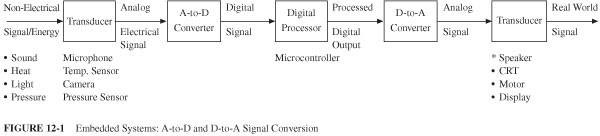 Non-Electrical
Signal/Energy
Transducer
Analog
Electrical
Signal
A-to-D
Converter
Digital
Signal
Digital
Processor
Processed
Digital
Output
D-to-A
Converter
Analog
Signal
Transducer
Real World
Signal
• Sound
• Heat
• Light
• Pressure
Microphone
Temp. Sensor
Camera
Pressure Sensor
Microcontroller
* Speaker
• CRT
• Motor
• Display
FIGURE 12-1 Embedded Systems: A-to-D and D-to-A Signal Conversion